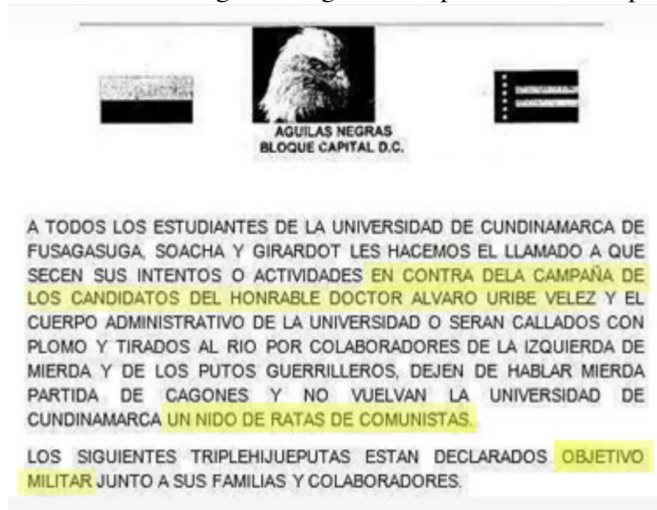 AGUILAS NEGRAS
BLOQUE CAPITAL D.C.
A TODOS LOS ESTUDIANTES DE LA UNIVERSIDAD DE CUNDINAMARCA DE
FUSAGASUGA, SOACHA Y GIRARDOT LES HACEMOS EL LLAMADO A QUE
SECEN SUS INTENTOS O ACTIVIDADES EN CONTRA DELA CAMPAÑA DE
LOS CANDIDATOS DEL HONRABLE DOCTOR ALVARO URIBE VELEZ Y EL
CUERPO ADMINISTRATIVO DE LA UNIVERSIDAD O SERAN CALLADOS CON
PLOMO Y TIRADOS AL RIO POR COLABORADORES DE LA IZQUIERDA DE
MIERDA Y DE LOS PUTOS GUERRILLEROS, DEJEN DE HABLAR MIERDA
PARTIDA DE CAGONES Y NO VUELVAN LA UNIVERSIDAD DE
CUNDINAMARCA UN NIDO DE RATAS DE COMUNISTAS.
LOS SIGUIENTES TRIPLEHIJUEPUTAS ESTAN DECLARADOS OBJETIVO
MILITAR JUNTO A SUS FAMILIAS Y COLABORADORES.